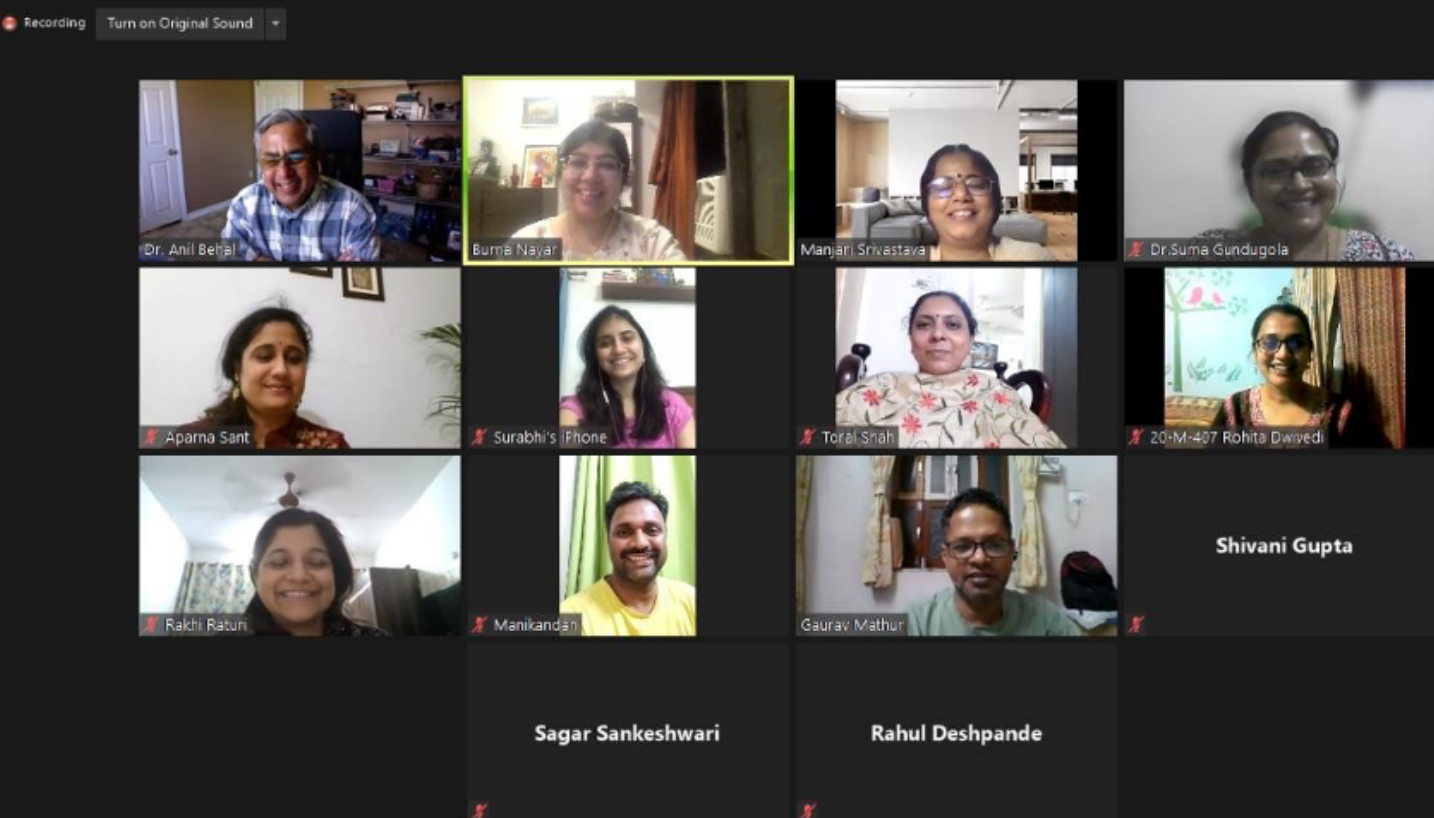 Recording
Turn on Original Sound
Dr. Anil Behal
Burna Nayar
Manjari Srivastava
Dr.Suma Gundugola
Aparna Sant
Surabhi's iPhone
Toral Shah
20-M-407 Rohita Dwivedi
Rakhi Raturi
Manikandan
Gaurav Mathur
Shivani Gupta
Sagar Sankeshwari
Rahul Deshpande